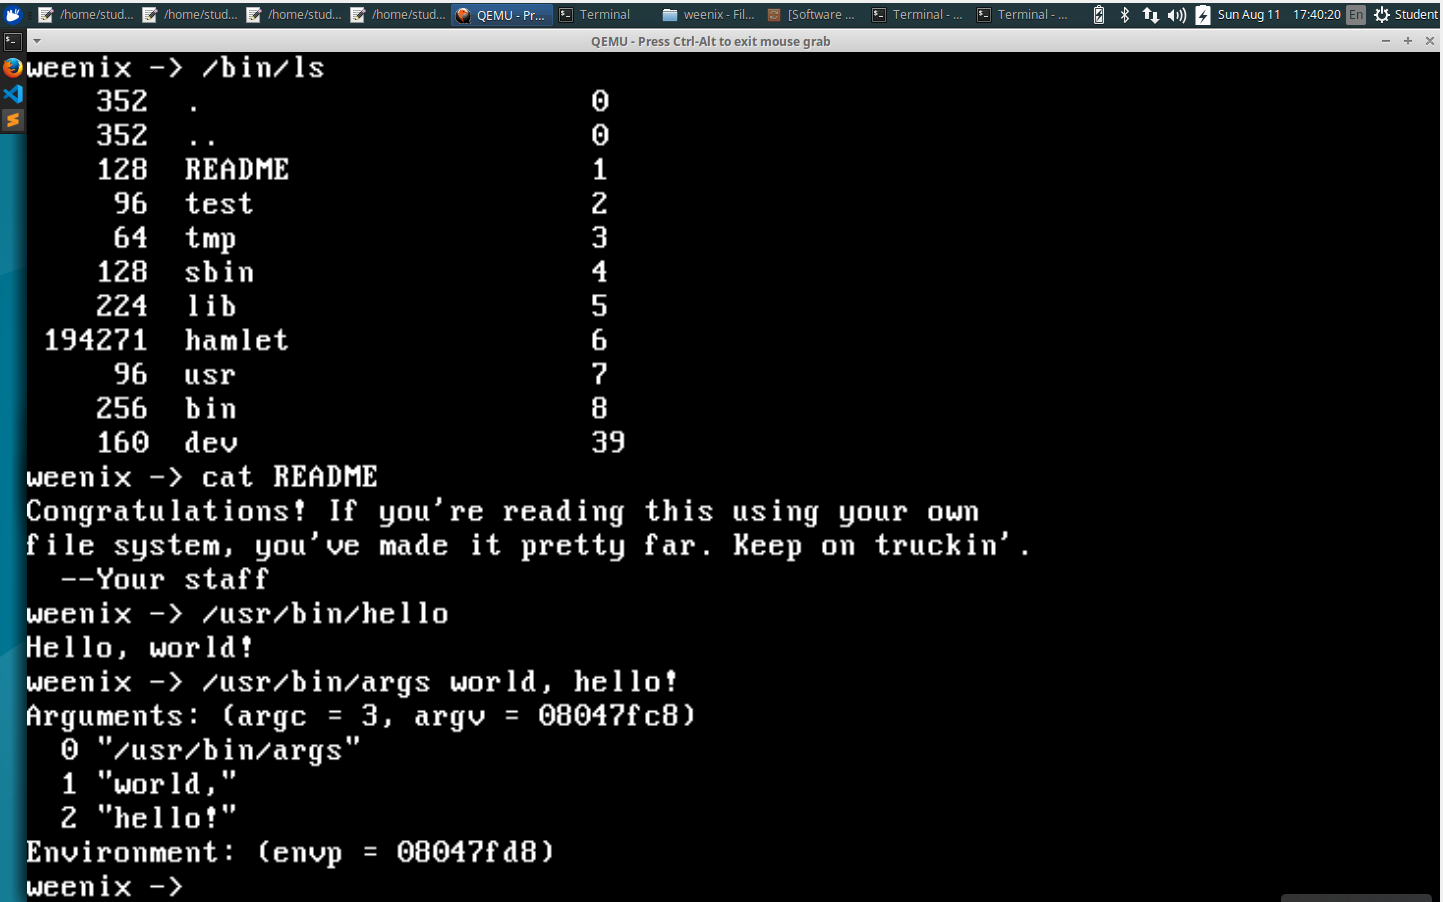 /home/stud... /home/stud... /home/stud... /home/stud... QEMU - Pr... Terminal weenix - Fil... [Software ... Terminal - ... Terminal - ... Sun Aug 11 17:40:20 En Student
QEMU - Press Ctrl-Alt to exit mouse grab
weenix -> /bin/ls
352 . 0
352 .. 0
128 README 1
96 test 2
64 tmp 3
128 sbin 4
224 lib 5
194271 hamlet 6
96 usr 7
256 bin 8
160 dev 39
weenix -> cat README
Congratulations! If you're reading this using your own
file system, you've made it pretty far. Keep on truckin'.
--Your staff
weenix -> /usr/bin/hello
Hello, world!
weenix -> /usr/bin/args world, hello!
Arguments: (argc = 3, argv = 08047fc8)
0 "/usr/bin/args"
1 "world,"
2 "hello!"
Environment: (envp = 08047fd8)
weenix ->